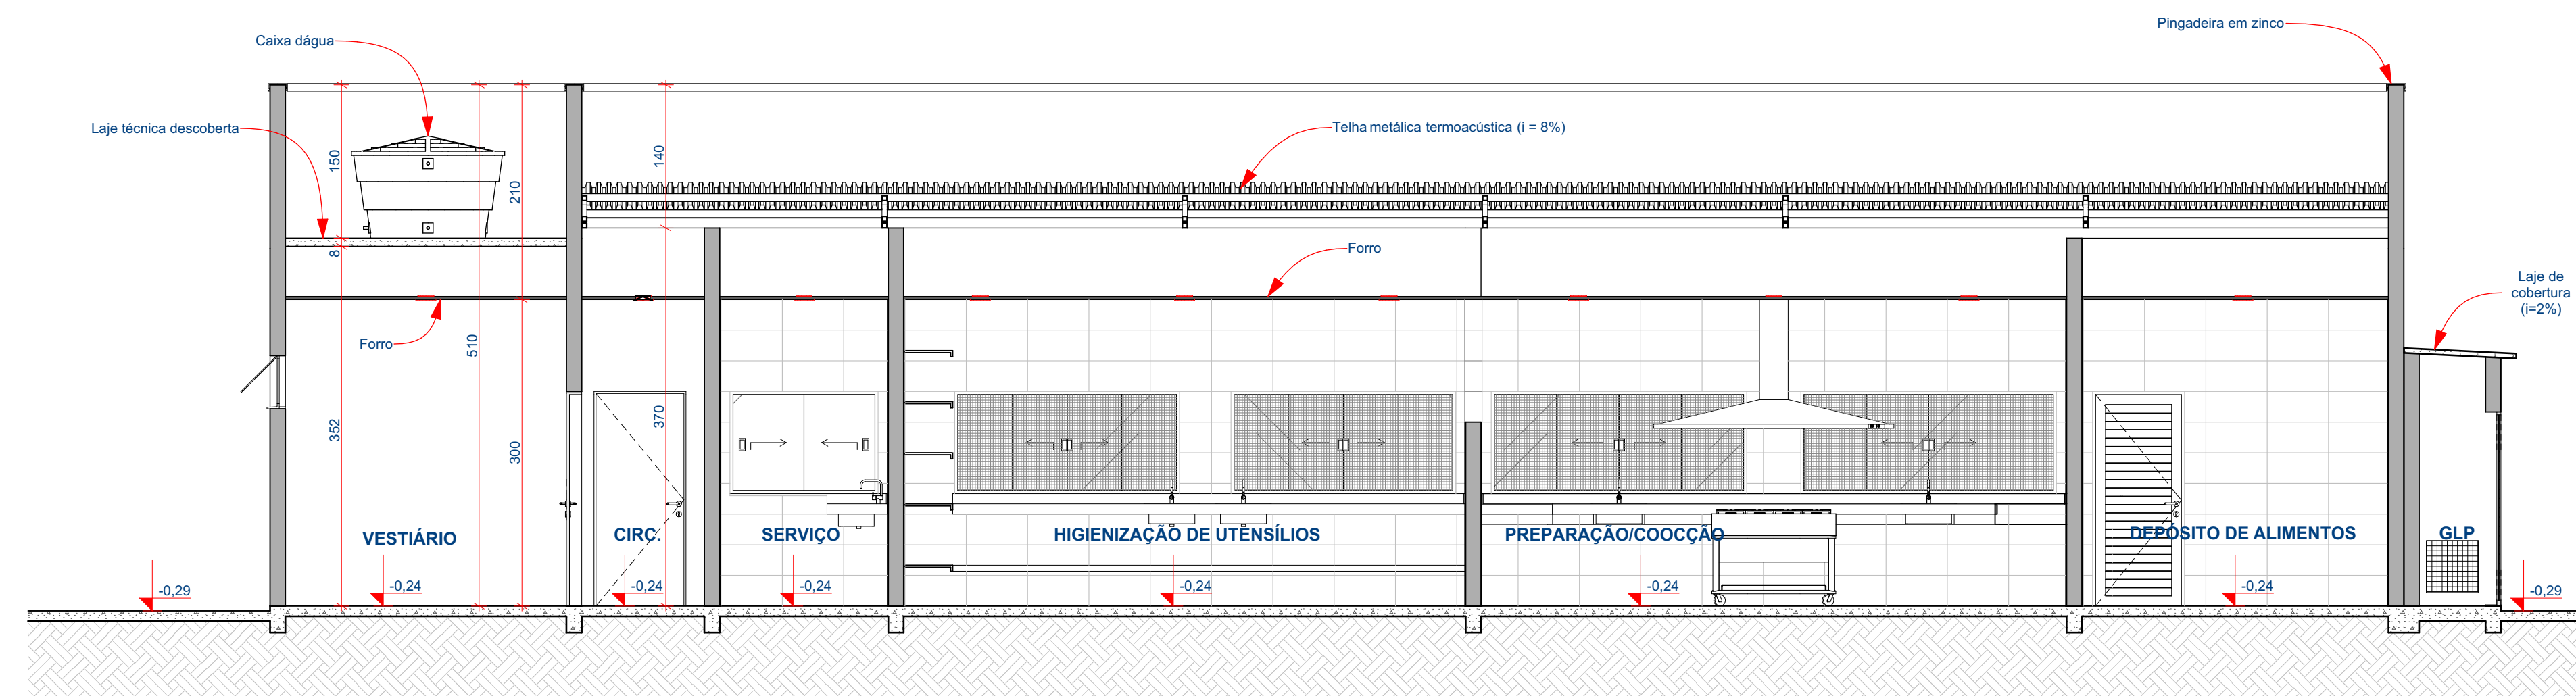 Pingadeira em zinco
Caixa dágua
Laje técnica descoberta
Telha metálica termoacústica (i = 8%)
150
140
210
8
Forro
Laje de
cobertura
(i=2%)
Forro
510
352
370
300
VESTIÁRIO
CIRC.
SERVIÇO
HIGIENIZAÇÃO DE UTENSÍLIOS
PREPARAÇÃO/COOCÇÃO
DEPÓSITO DE ALIMENTOS
GLP
-0,29
-0,24
-0,24
-0,24
-0,24
-0,24
-0,24
-0,29